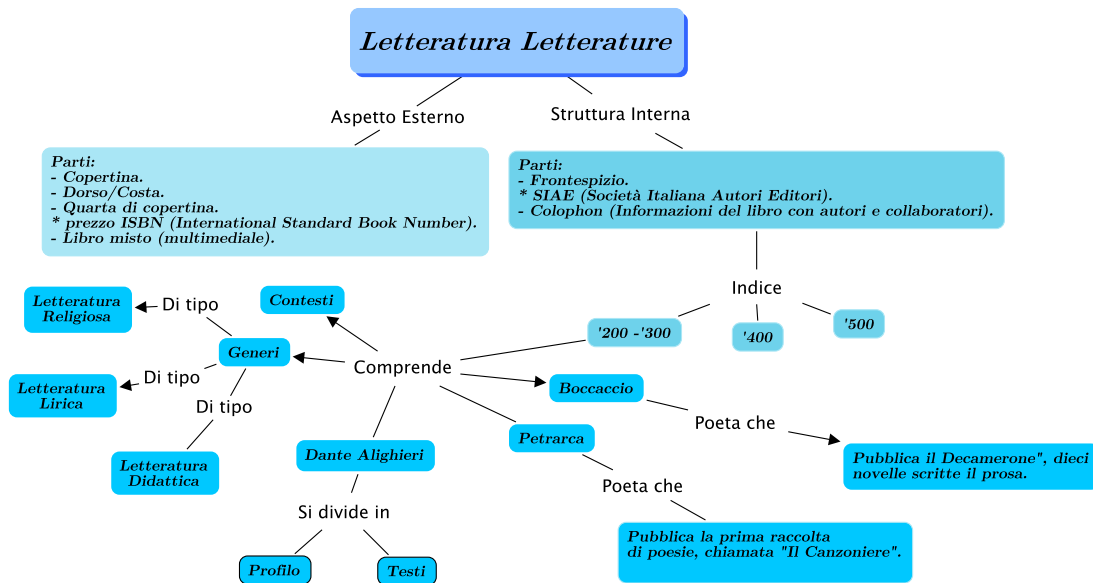 Letteratura Letterature
Aspetto Esterno
Struttura Interna
Parti:
- Copertina.
- Dorso/Costa.
- Quarta di copertina.
* prezzo ISBN (International Standard Book Number).
- Libro misto (multimediale).
Parti:
- Frontespizio.
* SIAE (Società Italiana Autori Editori).
- Colophon (Informazioni del libro con autori e collaboratori).
Indice
'200 -'300
'400
'500
Comprende
Contesti
Generi
Di tipo
Letteratura
Religiosa
Di tipo
Letteratura
Lirica
Di tipo
Letteratura
Didattica
Dante Alighieri
Si divide in
Profilo
Testi
Petrarca
Poeta che
Pubblica la prima raccolta
di poesie, chiamata "Il Canzoniere".
Boccaccio
Poeta che
Pubblica il Decamerone", dieci
novelle scritte il prosa.